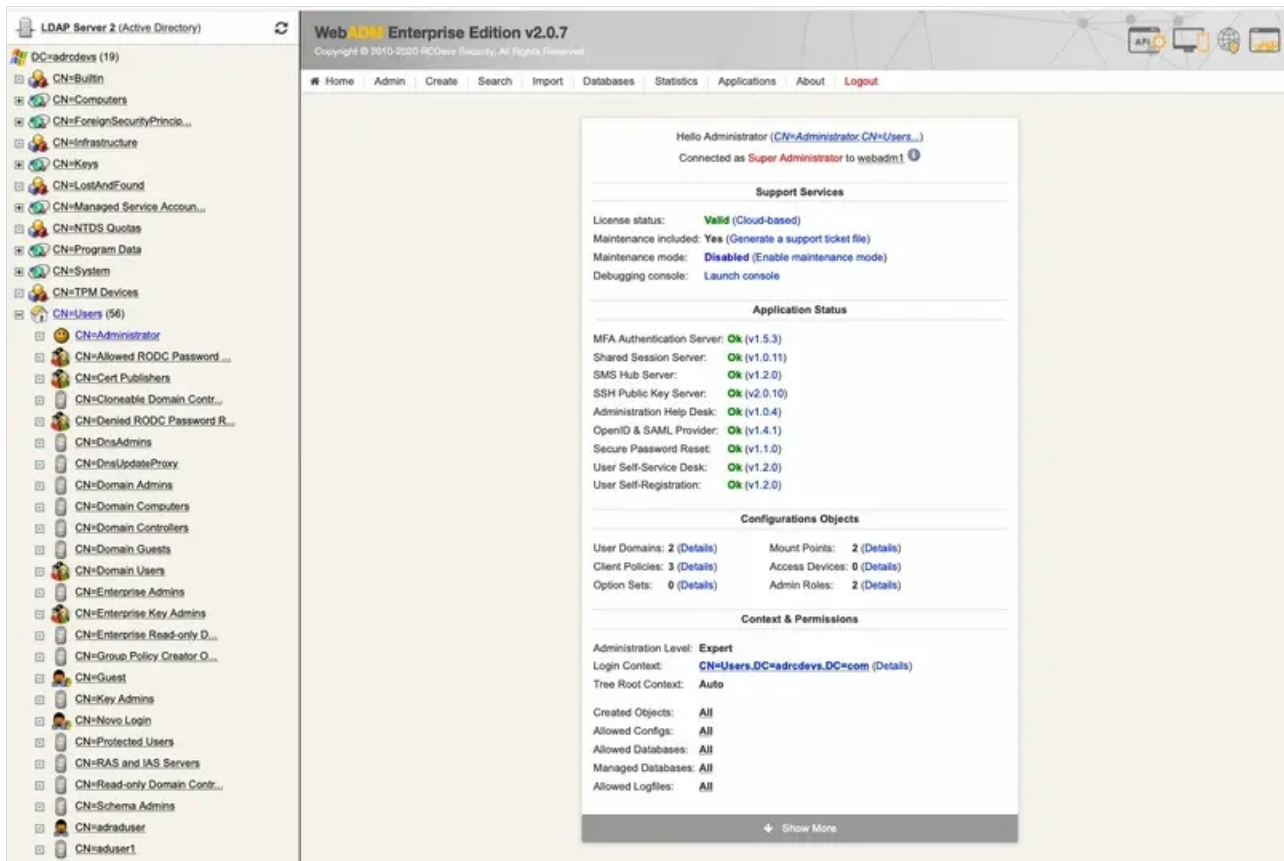 LDAP Server 2 (Active Directory)
DC=adrcdevs (19)
CN=Builtin
CN=Computers
CN=ForeignSecurityPrincip...
CN=Infrastructure
CN=Keys
CN=LostAndFound
CN=Managed Service Accoun...
CN=NTDS Quotas
CN=Program Data
CN=System
CN=TPM Devices
CN=Users (56)
CN=Administrator
CN=Allowed RODC Password ...
CN=Cert Publishers
CN=Cloneable Domain Contr...
CN=Denied RODC Password R...
CN=DnsAdmins
CN=DnsUpdateProxy
CN=Domain Admins
CN=Domain Computers
CN=Domain Controllers
CN=Domain Guests
CN=Domain Users
CN=Enterprise Admins
CN=Enterprise Key Admins
CN=Enterprise Read-only D...
CN=Group Policy Creator O...
CN=Guest
CN=Key Admins
CN=Novo Login
CN=Protected Users
CN=RAS and IAS Servers
CN=Read-only Domain Contr...
CN=Schema Admins
CN=adraduser
CN=aduser1
WebADM Enterprise Edition v2.0.7
Copyright © 2010-2020 RCDevs Security, All Rights Reserved
API
Home Admin Create Search Import Databases Statistics Applications About Logout
Hello Administrator (CN=Administrator,CN=Users...)
Connected as Super Administrator to webadm1
Support Services
License status: Valid (Cloud-based)
Maintenance included: Yes (Generate a support ticket file)
Maintenance mode: Disabled (Enable maintenance mode)
Debugging console: Launch console
Application Status
MFA Authentication Server: Ok (v1.5.3)
Shared Session Server: Ok (v1.0.11)
SMS Hub Server: Ok (v1.2.0)
SSH Public Key Server: Ok (v2.0.10)
Administration Help Desk: Ok (v1.0.4)
OpenID & SAML Provider: Ok (v1.4.1)
Secure Password Reset: Ok (v1.1.0)
User Self-Service Desk: Ok (v1.2.0)
User Self-Registration: Ok (v1.2.0)
Configurations Objects
User Domains: 2 (Details) Mount Points: 2 (Details)
Client Policies: 3 (Details) Access Devices: 0 (Details)
Option Sets: 0 (Details) Admin Roles: 2 (Details)
Context & Permissions
Administration Level: Expert
Login Context: CN=Users,DC=adrcdevs,DC=com (Details)
Tree Root Context: Auto
Created Objects: All
Allowed Configs: All
Allowed Databases: All
Managed Databases: All
Allowed Logfiles: All
Show More